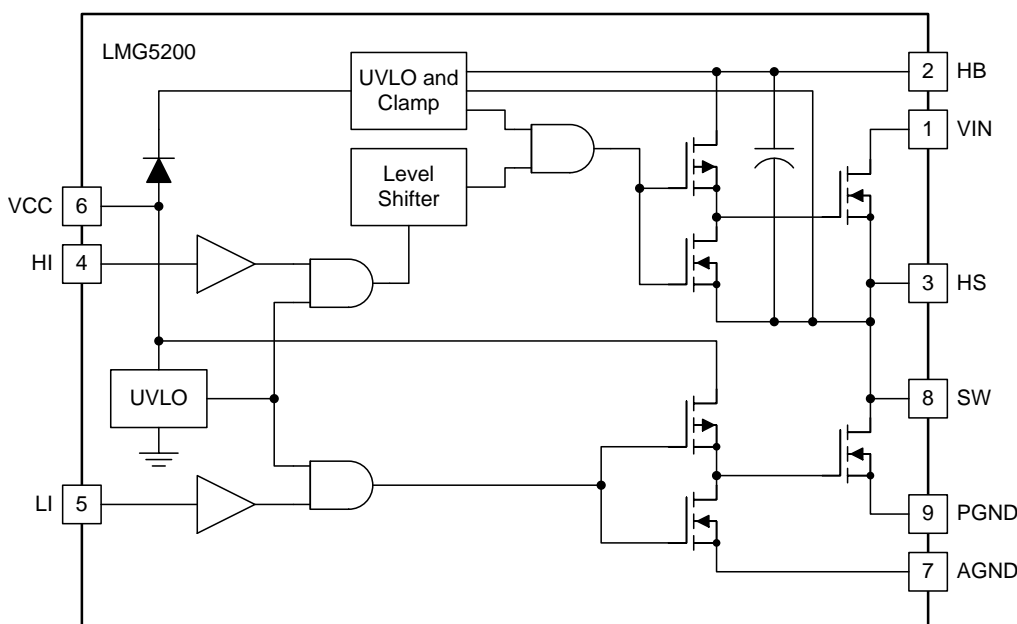 LMG5200
UVLO and
Clamp
2 HB
1 VIN
Level
Shifter
VCC 6
HI 4
3 HS
UVLO
8 SW
LI 5
9 PGND
7 AGND